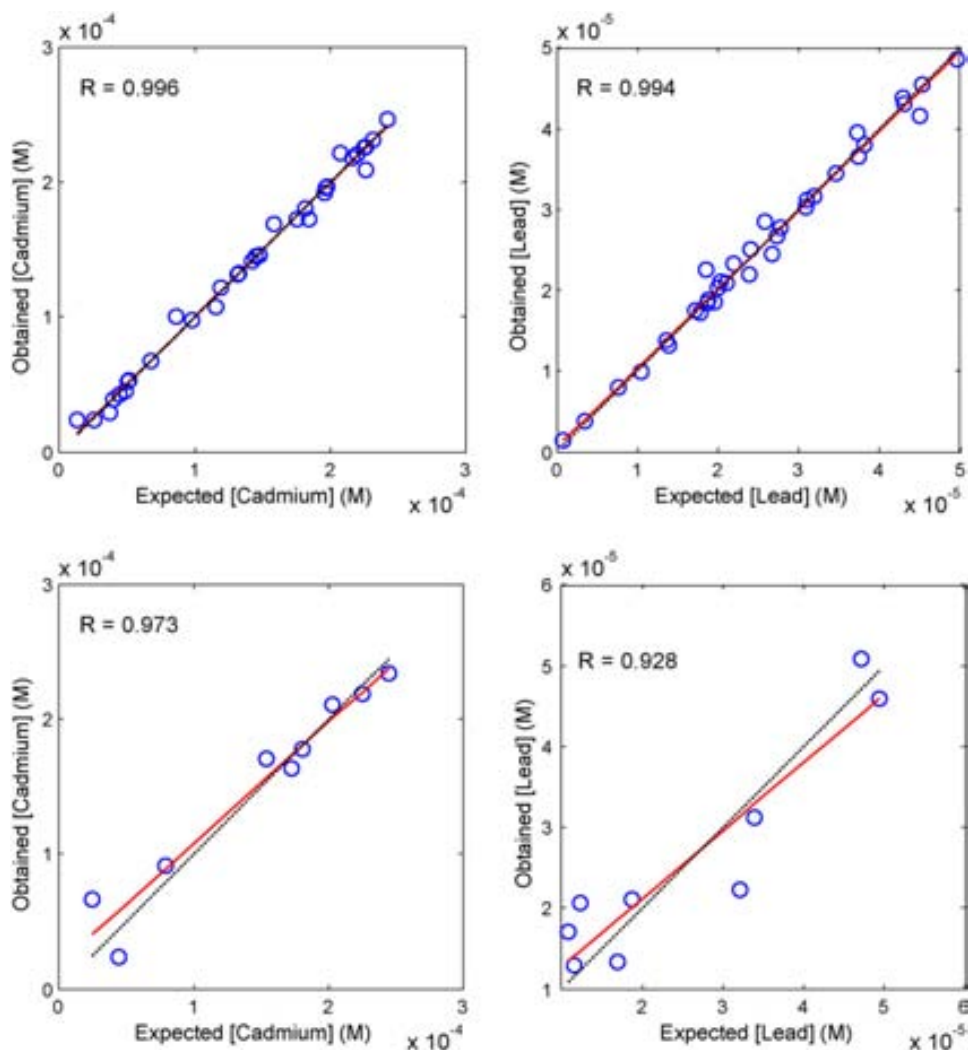 x 10⁻⁴
3
R = 0.996
2
Obtained [Cadmium] (M)
1
0
0 1 2 3
Expected [Cadmium] (M)
x 10⁻⁴
x 10⁻⁵
5
R = 0.994
4
3
Obtained [Lead] (M)
2
1
0
0 1 2 3 4 5
Expected [Lead] (M)
x 10⁻⁵
x 10⁻⁴
3
R = 0.973
2
Obtained [Cadmium] (M)
1
0
0 1 2 3
Expected [Cadmium] (M)
x 10⁻⁴
x 10⁻⁵
6
R = 0.928
5
4
Obtained [Lead] (M)
3
2
1
2 3 4 5 6
Expected [Lead] (M)
x 10⁻⁵